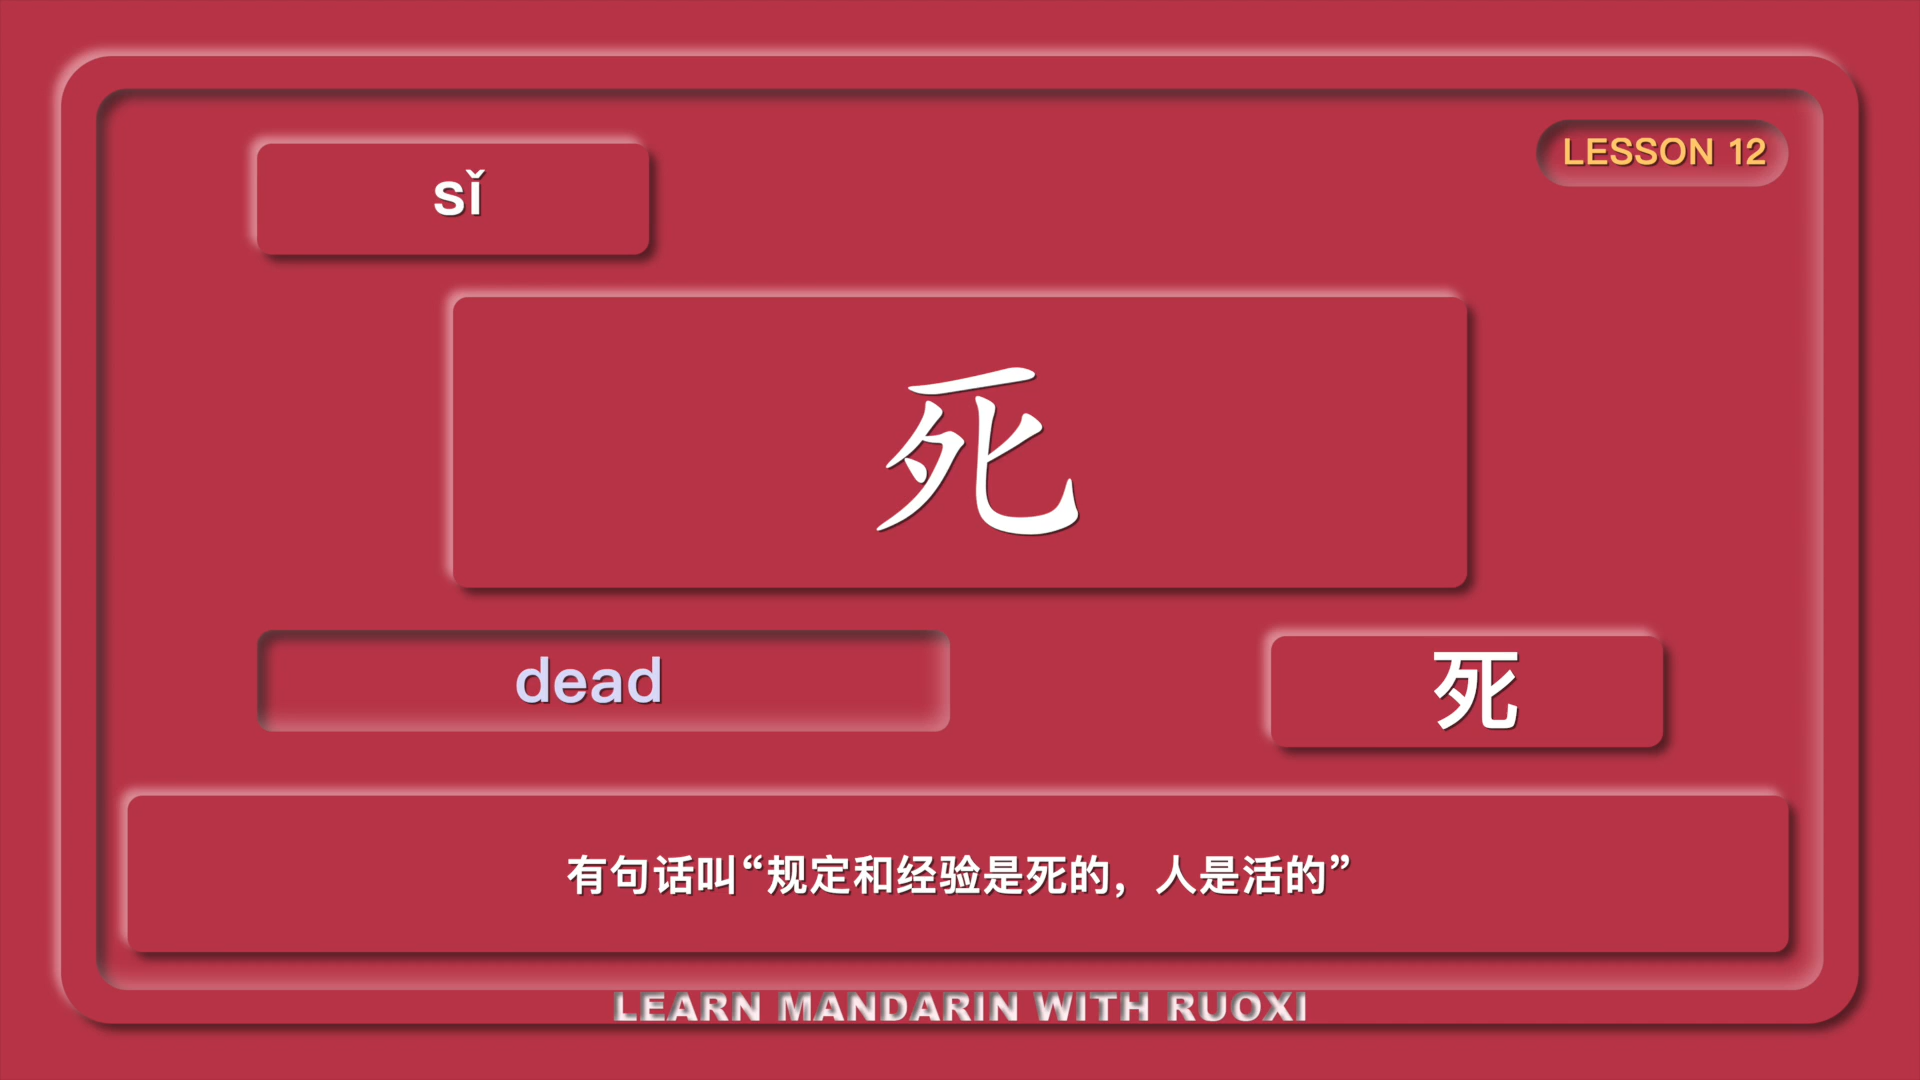 LESSON 12
sǐ
死
dead
死
有句话叫“规定和经验是死的，人是活的”
LEARN MANDARIN WITH RUOXI